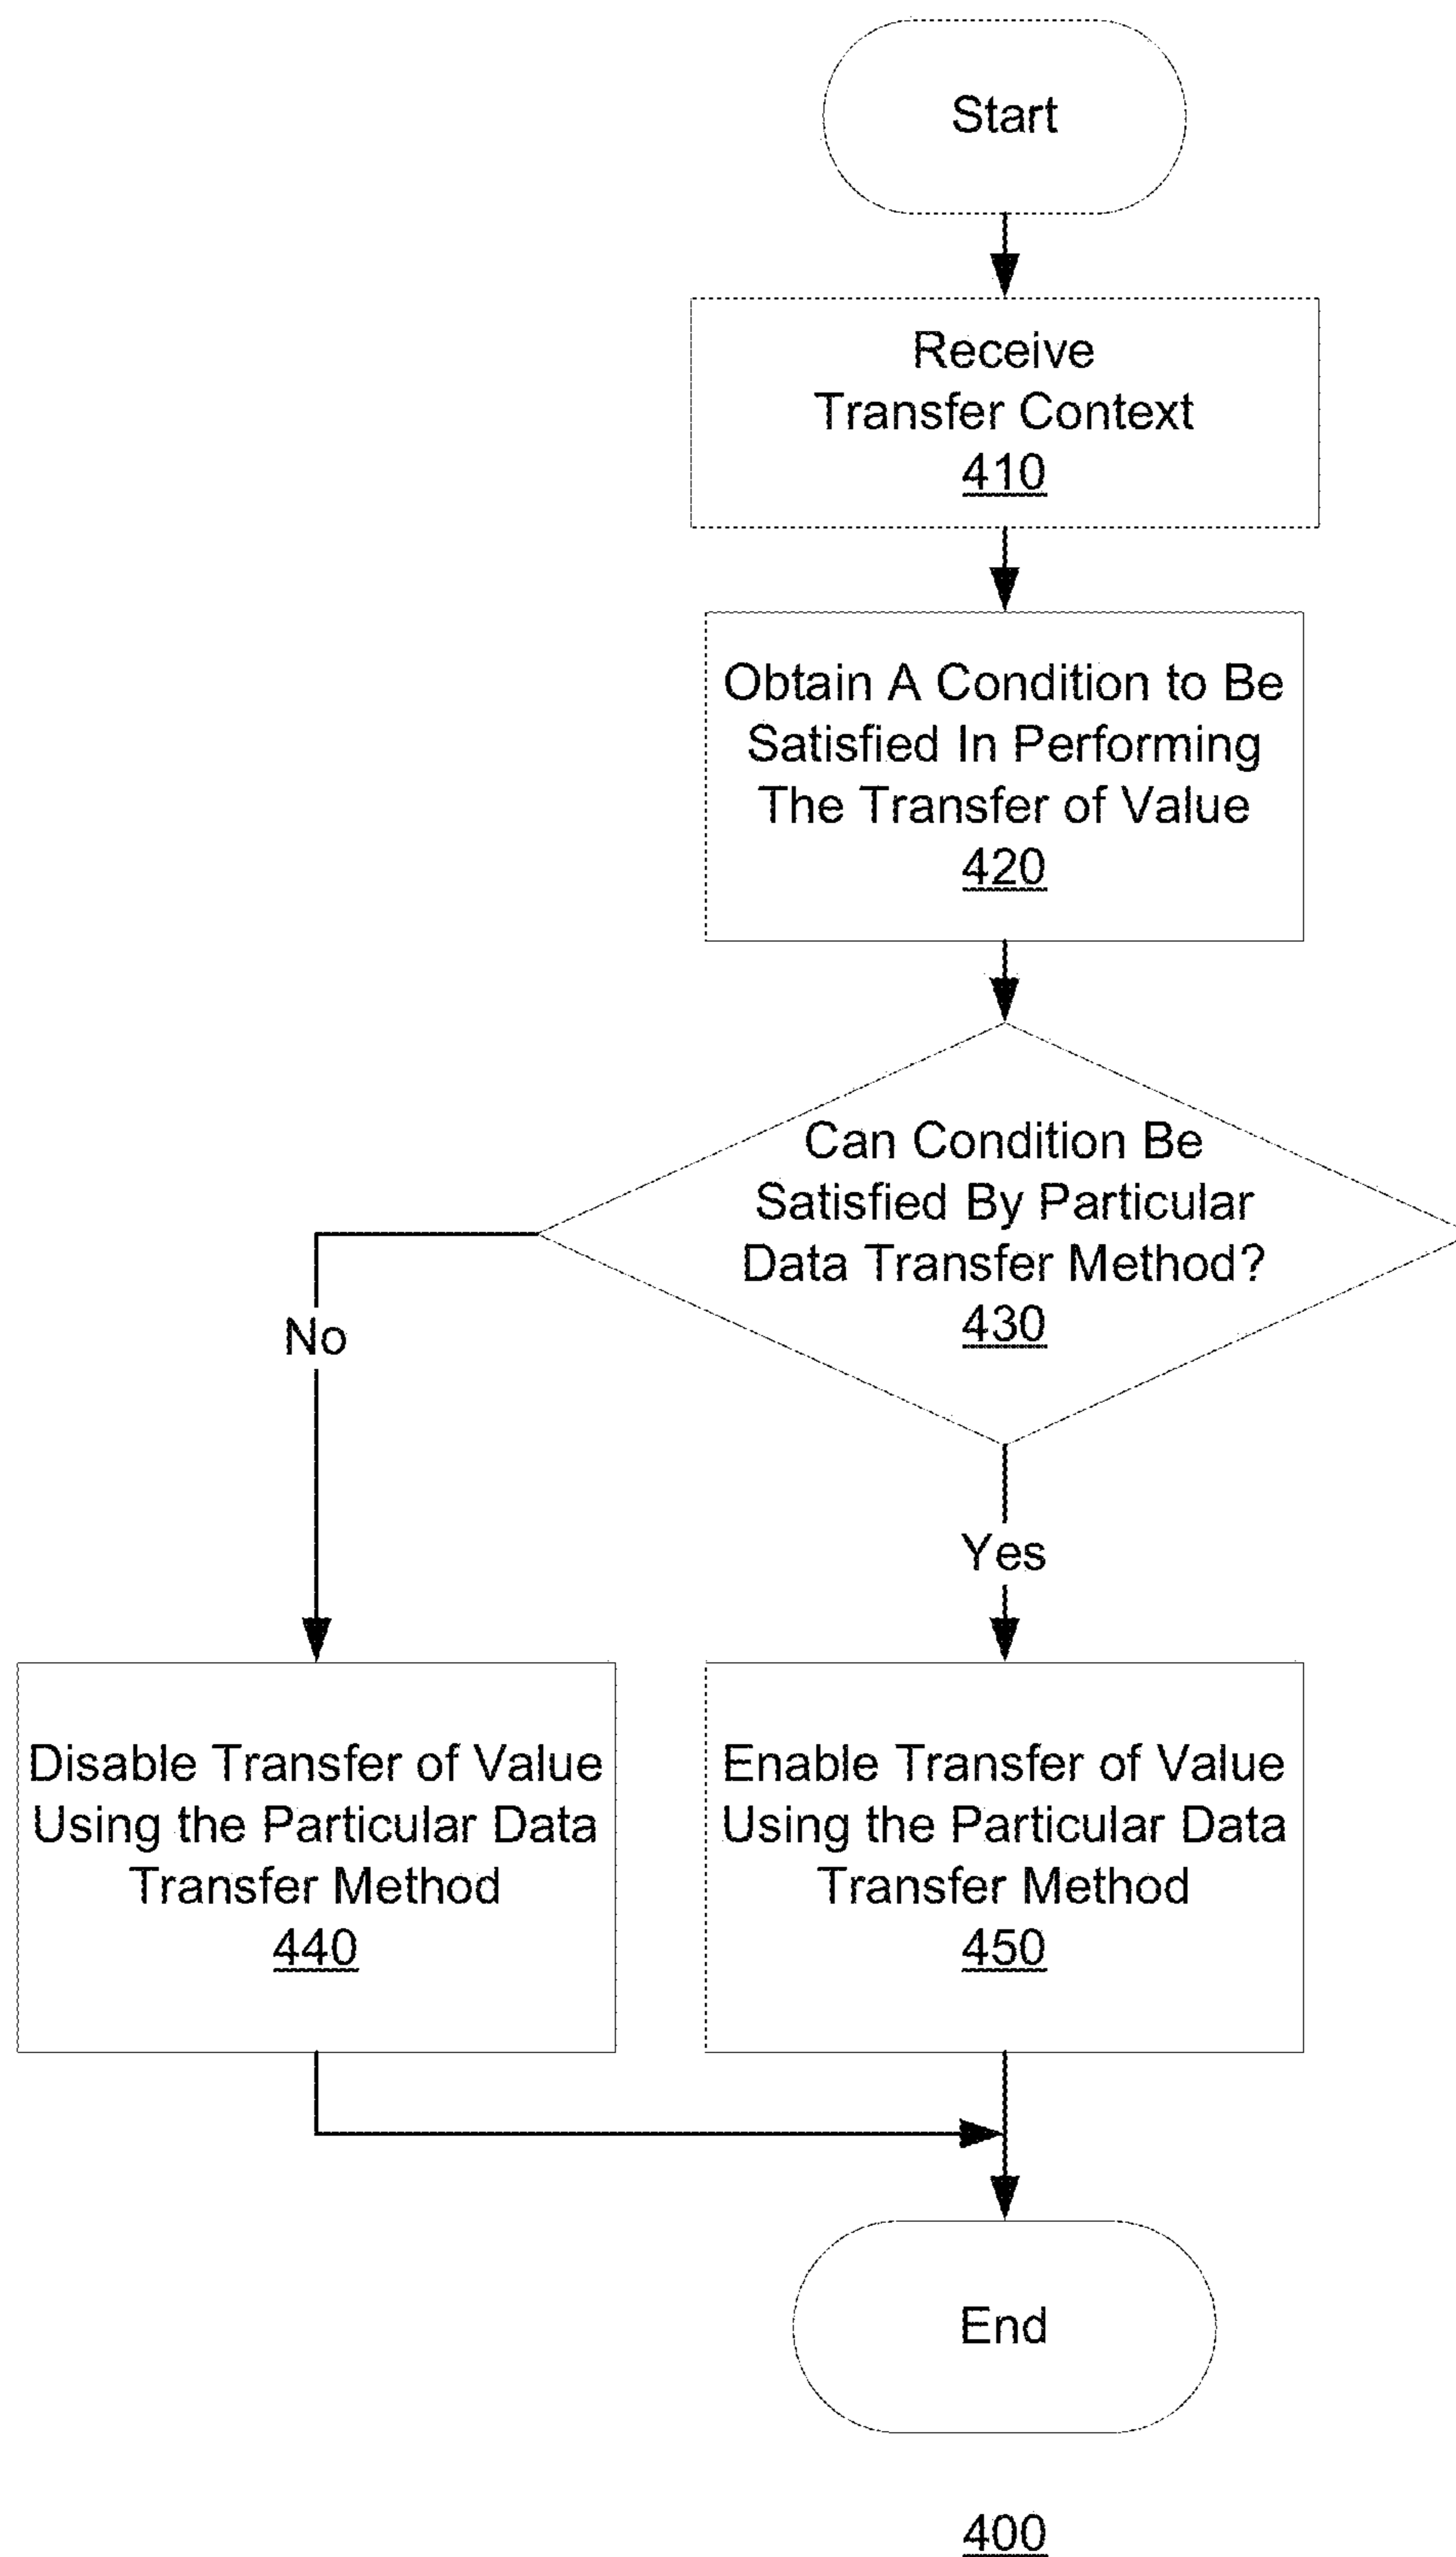 Start
Receive
Transfer Context
410
Obtain A Condition to Be
Satisfied In Performing
The Transfer of Value
420
Can Condition Be
Satisfied By Particular
Data Transfer Method?
430
No
Yes
Disable Transfer of Value
Using the Particular Data
Transfer Method
440
Enable Transfer of Value
Using the Particular Data
Transfer Method
450
End
400